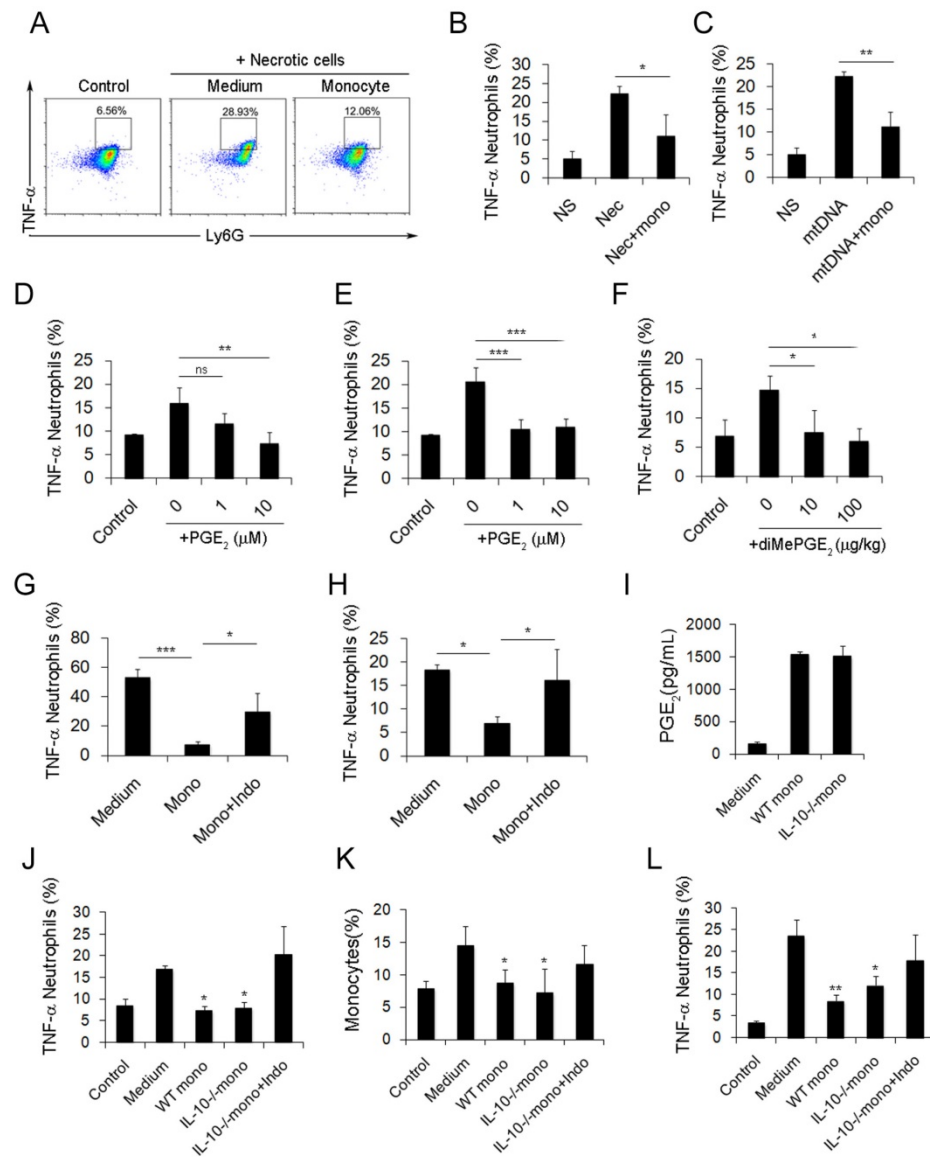 A
+ Necrotic cells
Control Medium Monocyte
6.56% 28.93% 12.06%
TNF-α
Ly6G
B
TNF-α Neutrophils (%)
30
25
20
15
10
5
0
*
NS Nec Nec+mono
C
TNF-α Neutrophils (%)
25
20
15
10
5
0
**
NS mtDNA mtDNA+mono
D
TNF-α Neutrophils (%)
25
20
15
10
5
0
**
ns
Control 0 1 10
+PGE₂ (μM)
E
TNF-α Neutrophils (%)
25
20
15
10
5
0
***
***
Control 0 1 10
+PGE₂ (μM)
F
TNF-α Neutrophils (%)
20
15
10
5
0
*
*
Control 0 10 100
+diMePGE₂ (μg/kg)
G
TNF-α Neutrophils (%)
80
60
40
20
0
*** *
Medium Mono Mono+Indo
H
TNF-α Neutrophils (%)
25
20
15
10
5
0
* *
Medium Mono Mono+Indo
I
PGE₂(pg/mL)
2000
1500
1000
500
0
Medium WT mono IL-10-/-mono
J
TNF-α Neutrophils (%)
30
25
20
15
10
5
0
* *
Control Medium WT mono IL-10-/-mono IL-10-/-mono+Indo
K
Monocytes(%)
20
15
10
5
0
* *
Control Medium WT mono IL-10-/-mono IL-10-/-mono+Indo
L
TNF-α Neutrophils (%)
30
25
20
15
10
5
0
** *
Control Medium WT mono IL-10-/-mono IL-10-/-mono+Indo